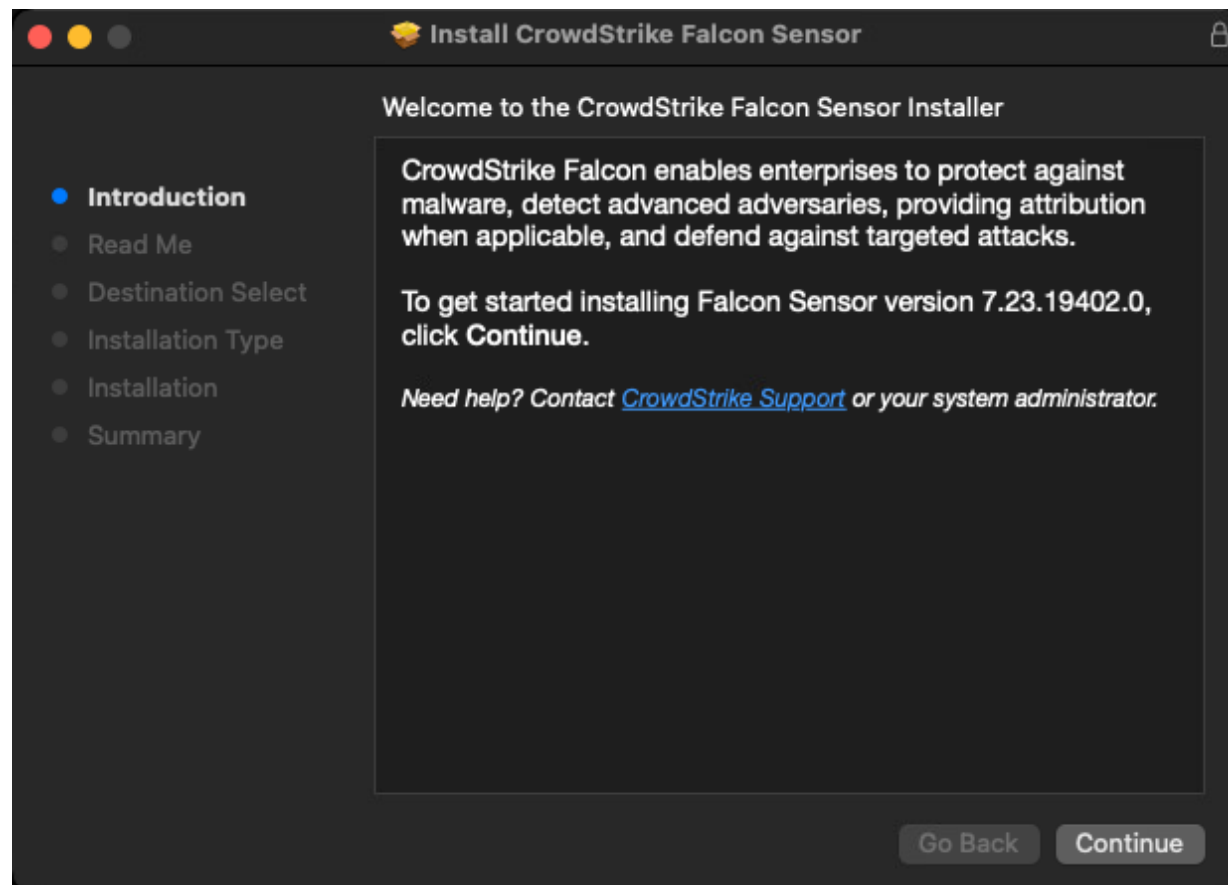 Install CrowdStrike Falcon Sensor
Welcome to the CrowdStrike Falcon Sensor Installer
Introduction
Read Me
Destination Select
Installation Type
Installation
Summary
CrowdStrike Falcon enables enterprises to protect against
malware, detect advanced adversaries, providing attribution
when applicable, and defend against targeted attacks.
To get started installing Falcon Sensor version 7.23.19402.0,
click Continue.
Need help? Contact CrowdStrike Support or your system administrator.
Go Back
Continue